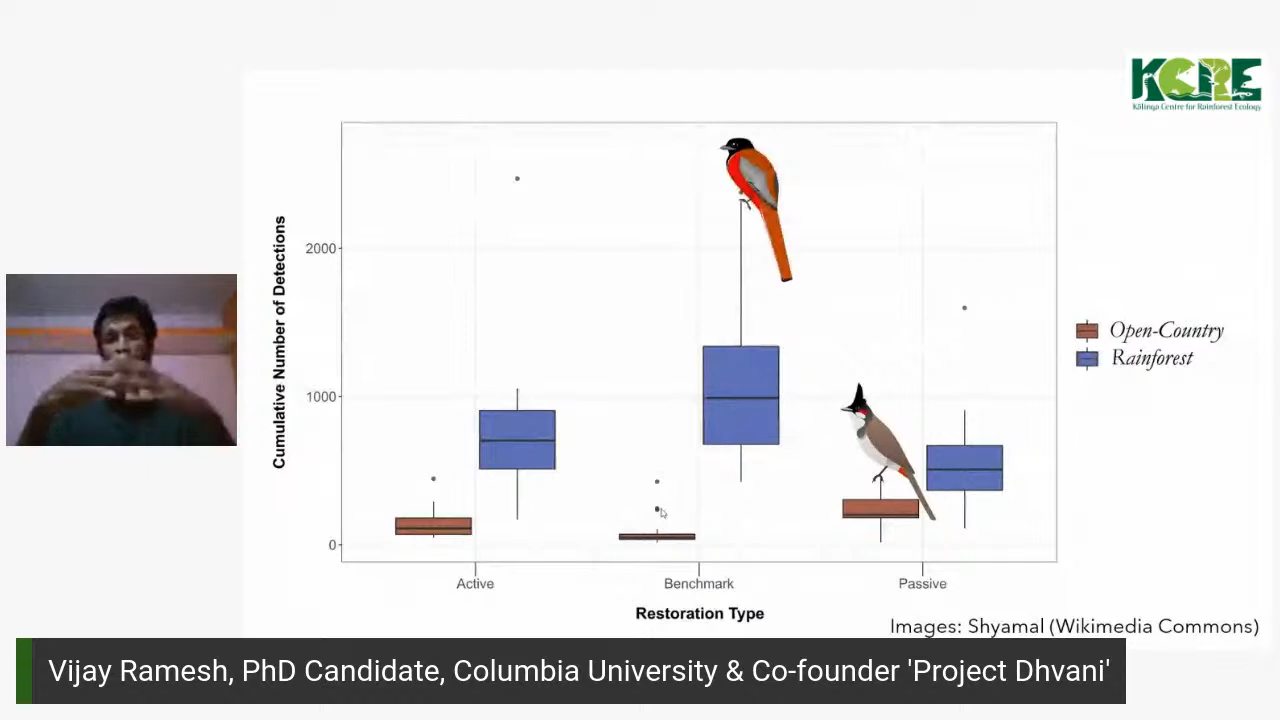 KCRE
Kalinga Centre for Rainforest Ecology
Cumulative Number of Detections
2000
1000
0
Active
Benchmark
Passive
Restoration Type
Open-Country
Rainforest
Images: Shyamal (Wikimedia Commons)
Vijay Ramesh, PhD Candidate, Columbia University & Co-founder 'Project Dhvani'